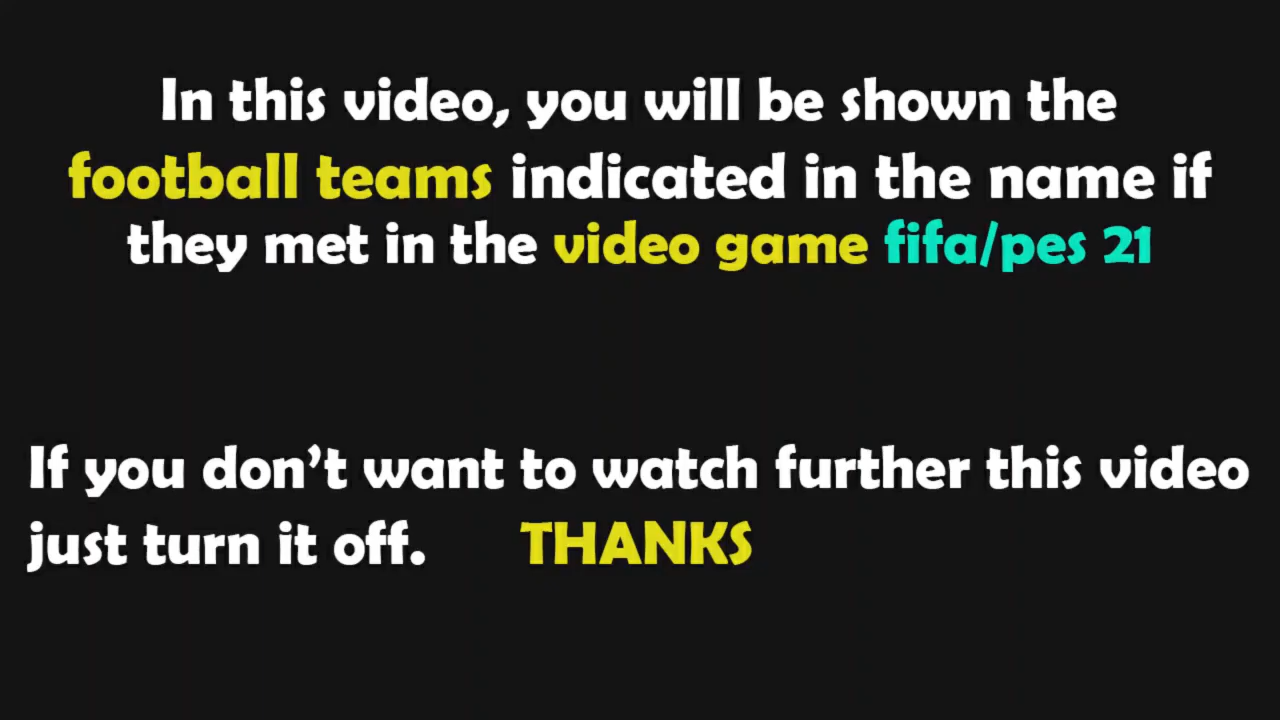 In this video, you will be shown the
football teams indicated in the name if
they met in the video game fifa/pes 21
If you don't want to watch further this video
just turn it off. THANKS